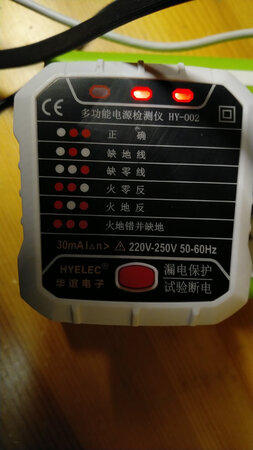 CE 多功能电源检测仪 HY-002
正确
缺地线
缺零线
火零反
火地反
火地错并缺地
30mA I△n> ⚠ 220V-250V 50-60Hz
HYELEC®
华谊电子
漏电保护
试验断电